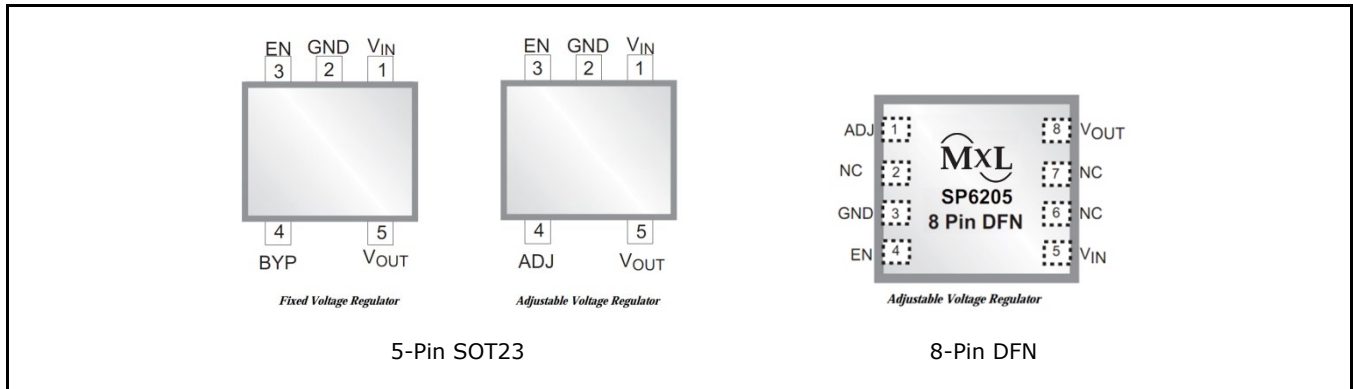 EN GND VIN
3 2 1
4 5
BYP VOUT
Fixed Voltage Regulator
EN GND VIN
3 2 1
4 5
ADJ VOUT
Adjustable Voltage Regulator
5-Pin SOT23
ADJ 1 8 VOUT
MXL
NC 2 7 NC
SP6205
GND 3 6 NC
8 Pin DFN
EN 4 5 VIN
Adjustable Voltage Regulator
8-Pin DFN